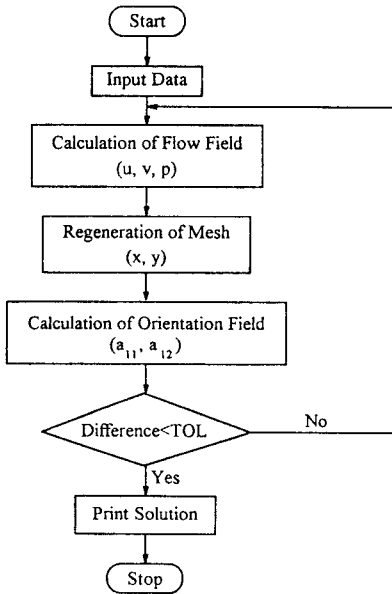 Start
Input Data
Calculation of Flow Field
(u, v, p)
Regeneration of Mesh
(x, y)
Calculation of Orientation Field
(a₁₁, a₁₂)
Difference<TOL
No
Yes
Print Solution
Stop